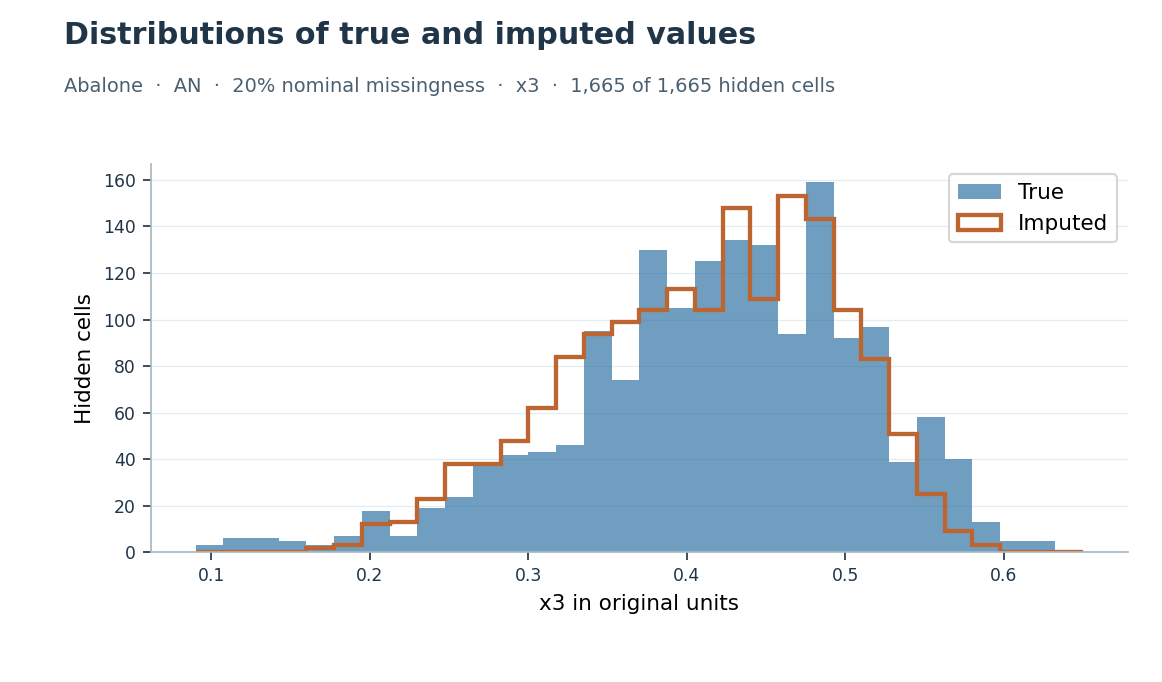 Distributions of true and imputed values
Abalone · AN · 20% nominal missingness · x3 · 1,665 of 1,665 hidden cells
160
140
120
100
80
60
40
20
0
Hidden cells
True
Imputed
0.1
0.2
0.3
0.4
0.5
0.6
x3 in original units